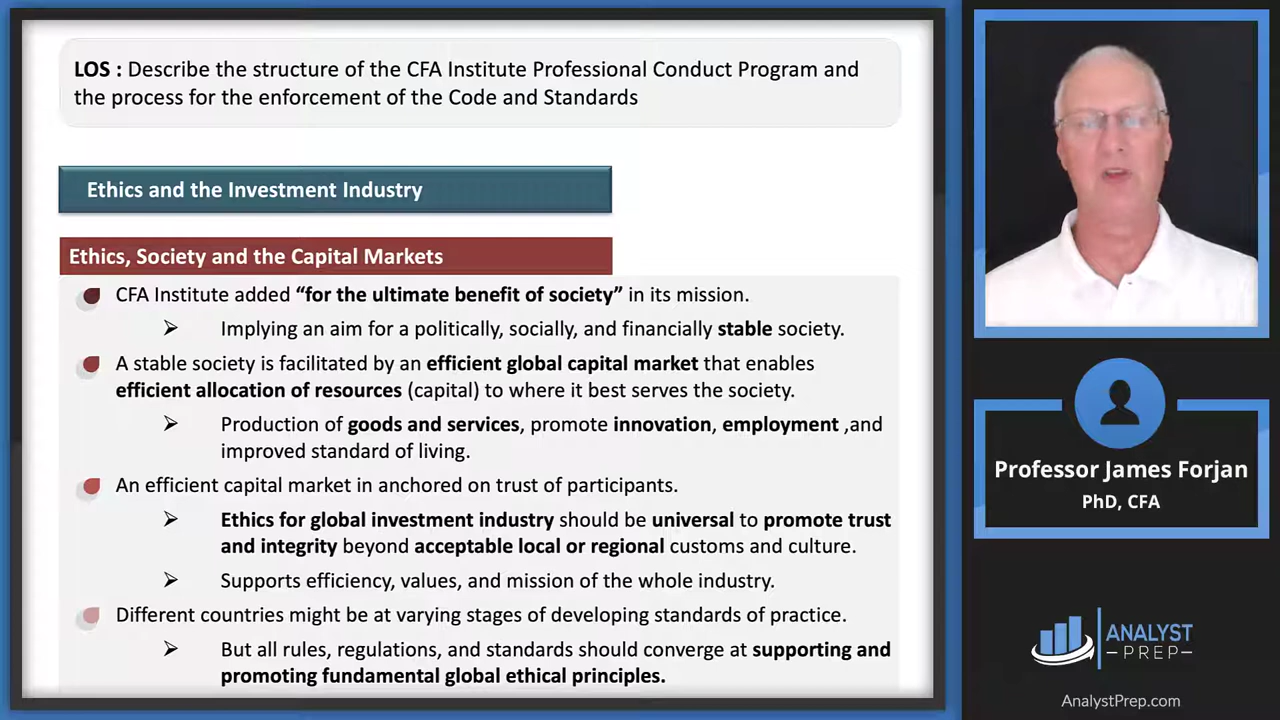 LOS : Describe the structure of the CFA Institute Professional Conduct Program and
the process for the enforcement of the Code and Standards
Ethics and the Investment Industry
Ethics, Society and the Capital Markets
CFA Institute added “for the ultimate benefit of society” in its mission.
Implying an aim for a politically, socially, and financially stable society.
A stable society is facilitated by an efficient global capital market that enables
efficient allocation of resources (capital) to where it best serves the society.
Production of goods and services, promote innovation, employment ,and
improved standard of living.
An efficient capital market in anchored on trust of participants.
Ethics for global investment industry should be universal to promote trust
and integrity beyond acceptable local or regional customs and culture.
Supports efficiency, values, and mission of the whole industry.
Different countries might be at varying stages of developing standards of practice.
But all rules, regulations, and standards should converge at supporting and
promoting fundamental global ethical principles.
Professor James Forjan
PhD, CFA
ANALYST
PREP
AnalystPrep.com